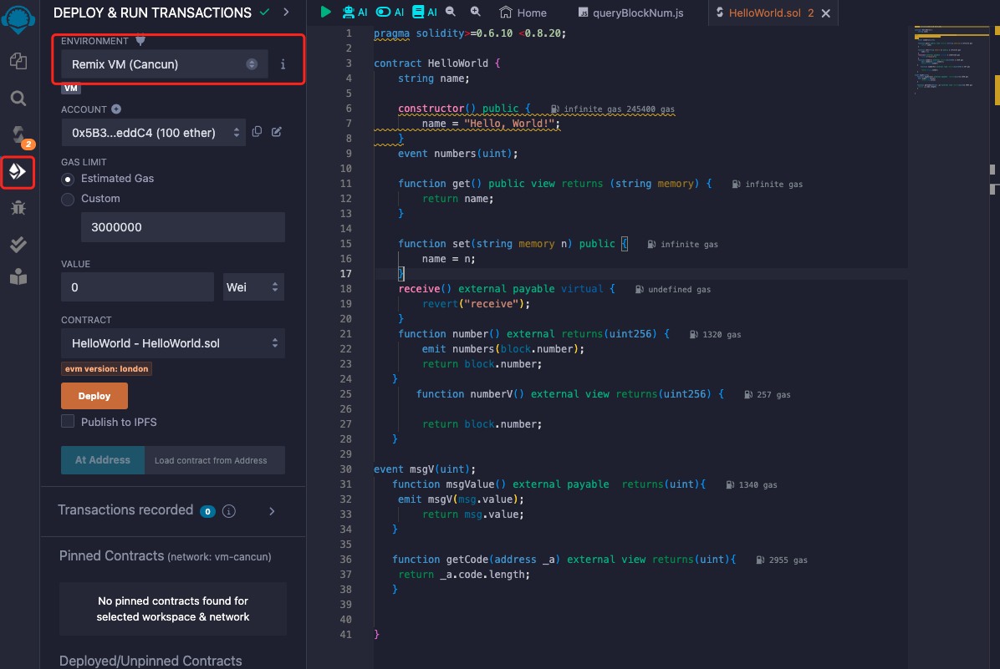 DEPLOY & RUN TRANSACTIONS
ENVIRONMENT
Remix VM (Cancun)
i
VM
ACCOUNT
0x5B3...eddC4 (100 ether)
2
GAS LIMIT
Estimated Gas
Custom
3000000
VALUE
0
Wei
CONTRACT
HelloWorld - HelloWorld.sol
evm version: london
Deploy
Publish to IPFS
At Address
Load contract from Address
Transactions recorded 0 i
Pinned Contracts (network: vm-cancun)
No pinned contracts found for
selected workspace & network
Deployed/Unpinned Contracts
AI AI AI Home JS queryBlockNum.js HelloWorld.sol 2
1 pragma solidity>=0.6.10 <0.8.20;
2
3 contract HelloWorld {
4 string name;
5
6 constructor() public { infinite gas 245400 gas
7 name = "Hello, World!";
8 }
9 event numbers(uint);
10
11 function get() public view returns (string memory) { infinite gas
12 return name;
13 }
14
15 function set(string memory n) public { infinite gas
16 name = n;
17 }
18 receive() external payable virtual { undefined gas
19 revert("receive");
20 }
21 function number() external returns(uint256) { 1320 gas
22 emit numbers(block.number);
23 return block.number;
24 }
25 function numberV() external view returns(uint256) { 257 gas
26
27 return block.number;
28 }
29
30 event msgV(uint);
31 function msgValue() external payable returns(uint){ 1340 gas
32 emit msgV(msg.value);
33 return msg.value;
34 }
35
36 function getCode(address _a) external view returns(uint){ 2955 gas
37 return _a.code.length;
38 }
39
40
41 }